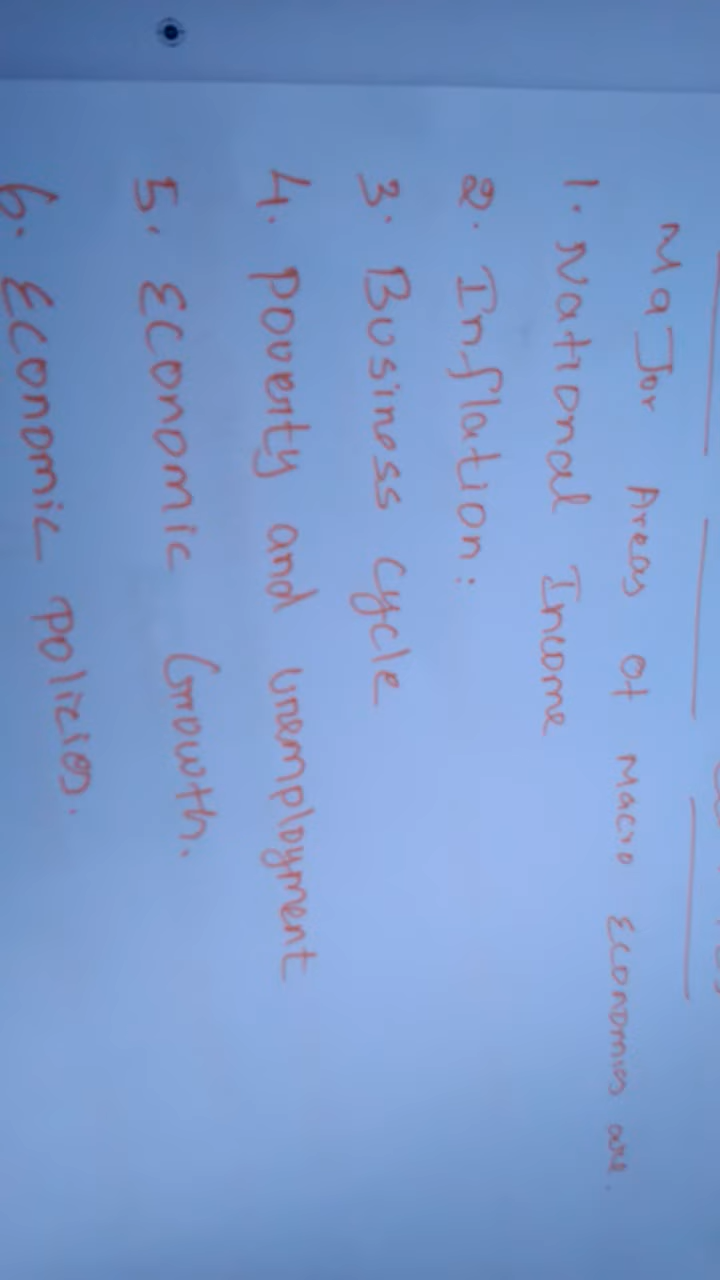 Major Areas of Macro Economics are.
1. National Income
2. Inflation:
3. Business cycle
4. Poverty and Unemployment
5. Economic Growth.
6. Economic policies.